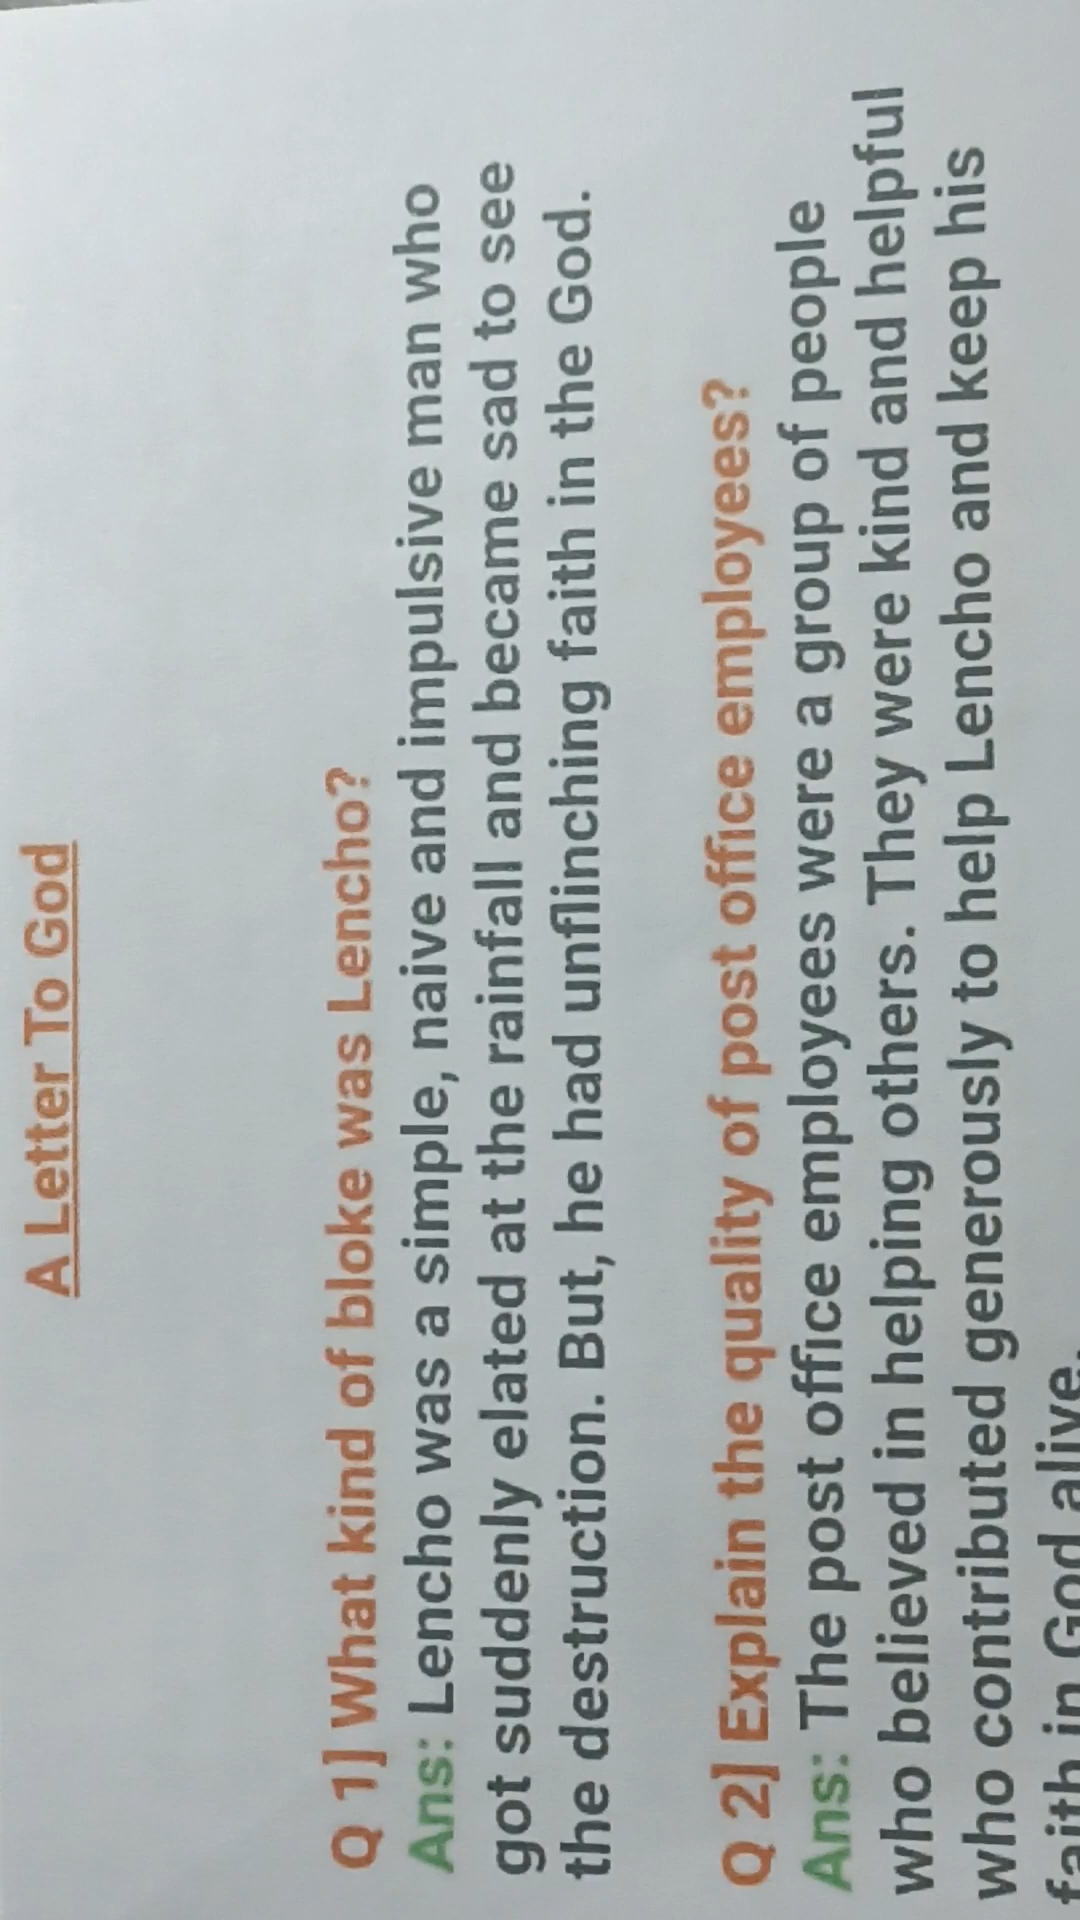 A Letter To God
Q 1] What kind of bloke was Lencho?
Ans: Lencho was a simple, naive and impulsive man who
got suddenly elated at the rainfall and became sad to see
the destruction. But, he had unflinching faith in the God.
Q 2] Explain the quality of post office employees?
Ans: The post office employees were a group of people
who believed in helping others. They were kind and helpful
who contributed generously to help Lencho and keep his
faith in God alive.